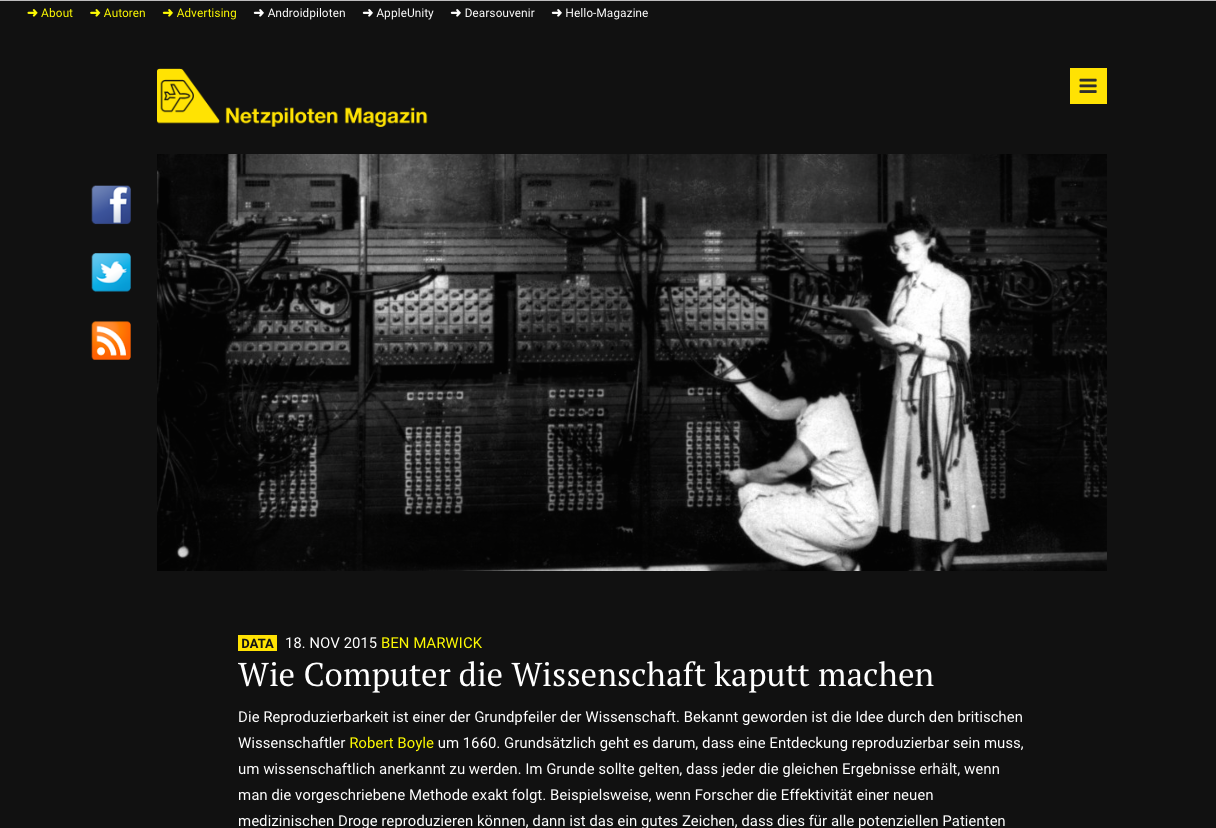 ➜ About ➜ Autoren ➜ Advertising ➜ Androidpiloten ➜ AppleUnity ➜ Dearsouvenir ➜ Hello-Magazine
Netzpiloten Magazin
DATA 18. NOV 2015 BEN MARWICK
Wie Computer die Wissenschaft kaputt machen
Die Reproduzierbarkeit ist einer der Grundpfeiler der Wissenschaft. Bekannt geworden ist die Idee durch den britischen
Wissenschaftler Robert Boyle um 1660. Grundsätzlich geht es darum, dass eine Entdeckung reproduzierbar sein muss,
um wissenschaftlich anerkannt zu werden. Im Grunde sollte gelten, dass jeder die gleichen Ergebnisse erhält, wenn
man die vorgeschriebene Methode exakt folgt. Beispielsweise, wenn Forscher die Effektivität einer neuen
medizinischen Droge reproduzieren können, dann ist das ein gutes Zeichen, dass dies für alle potenziellen Patienten